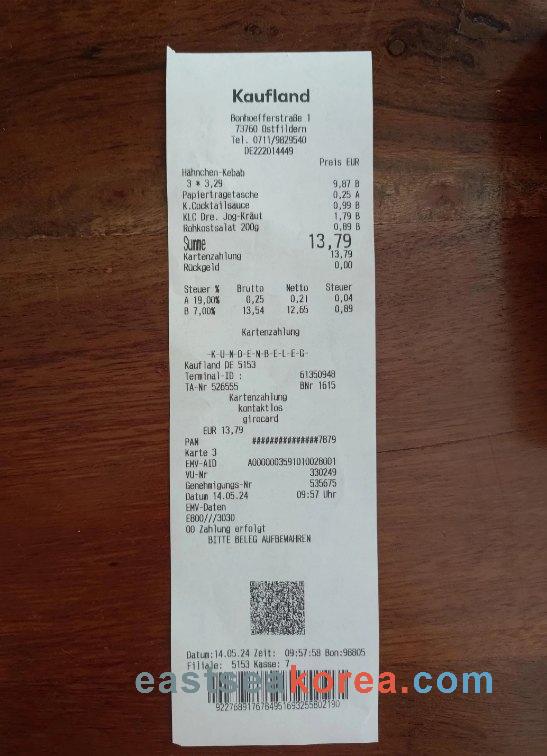 Kaufland
Bonhoefferstraße 1
73760 Ostfildern
Tel. 0711/9829540
DE222014449
Preis EUR
Hähnchen-Kebab
3 * 3,29 9,87 B
Papiertragetasche 0,25 A
K.Cocktailsauce 0,99 B
KLC Dre. Jog-Kräut 1,79 B
Rohkostsalat 200g 0,89 B
Summe 13,79
Kartenzahlung 13,79
Rückgeld 0,00
Steuer % Brutto Netto Steuer
A 19,00% 0,25 0,21 0,04
B 7,00% 13,54 12,65 0,89
Kartenzahlung
-K-U-N-D-E-N-B-E-L-E-G-
Kaufland DE 5153
Terminal-ID : 61350948
TA-Nr 526555 BNr 1615
Kartenzahlung
kontaktlos
girocard
EUR 13,79
PAN ###############7879
Karte 3
EMV-AID A0000003591010028001
VU-Nr 330249
Genehmigungs-Nr 535675
Datum 14.05.24 09:57 Uhr
EMV-Daten
E800///3030
00 Zahlung erfolgt
BITTE BELEG AUFBEWAHREN
Datum:14.05.24 Zeit: 09:57:58 Bon:98805
Filiale: 5153 Kasse: 7
eastseakorea.com
9227689176784951693255802190